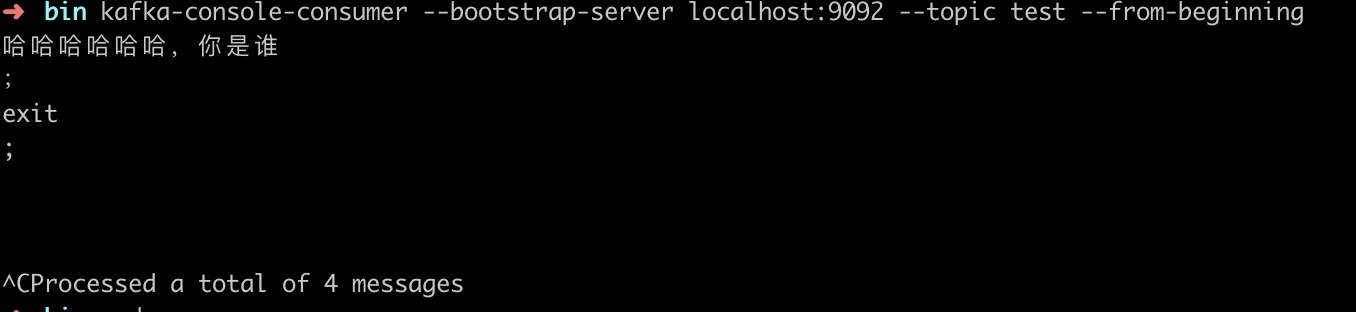 ➜ bin kafka-console-consumer --bootstrap-server localhost:9092 --topic test --from-beginning
哈哈哈哈哈哈，你是谁
；
exit
;
^CProcessed a total of 4 messages